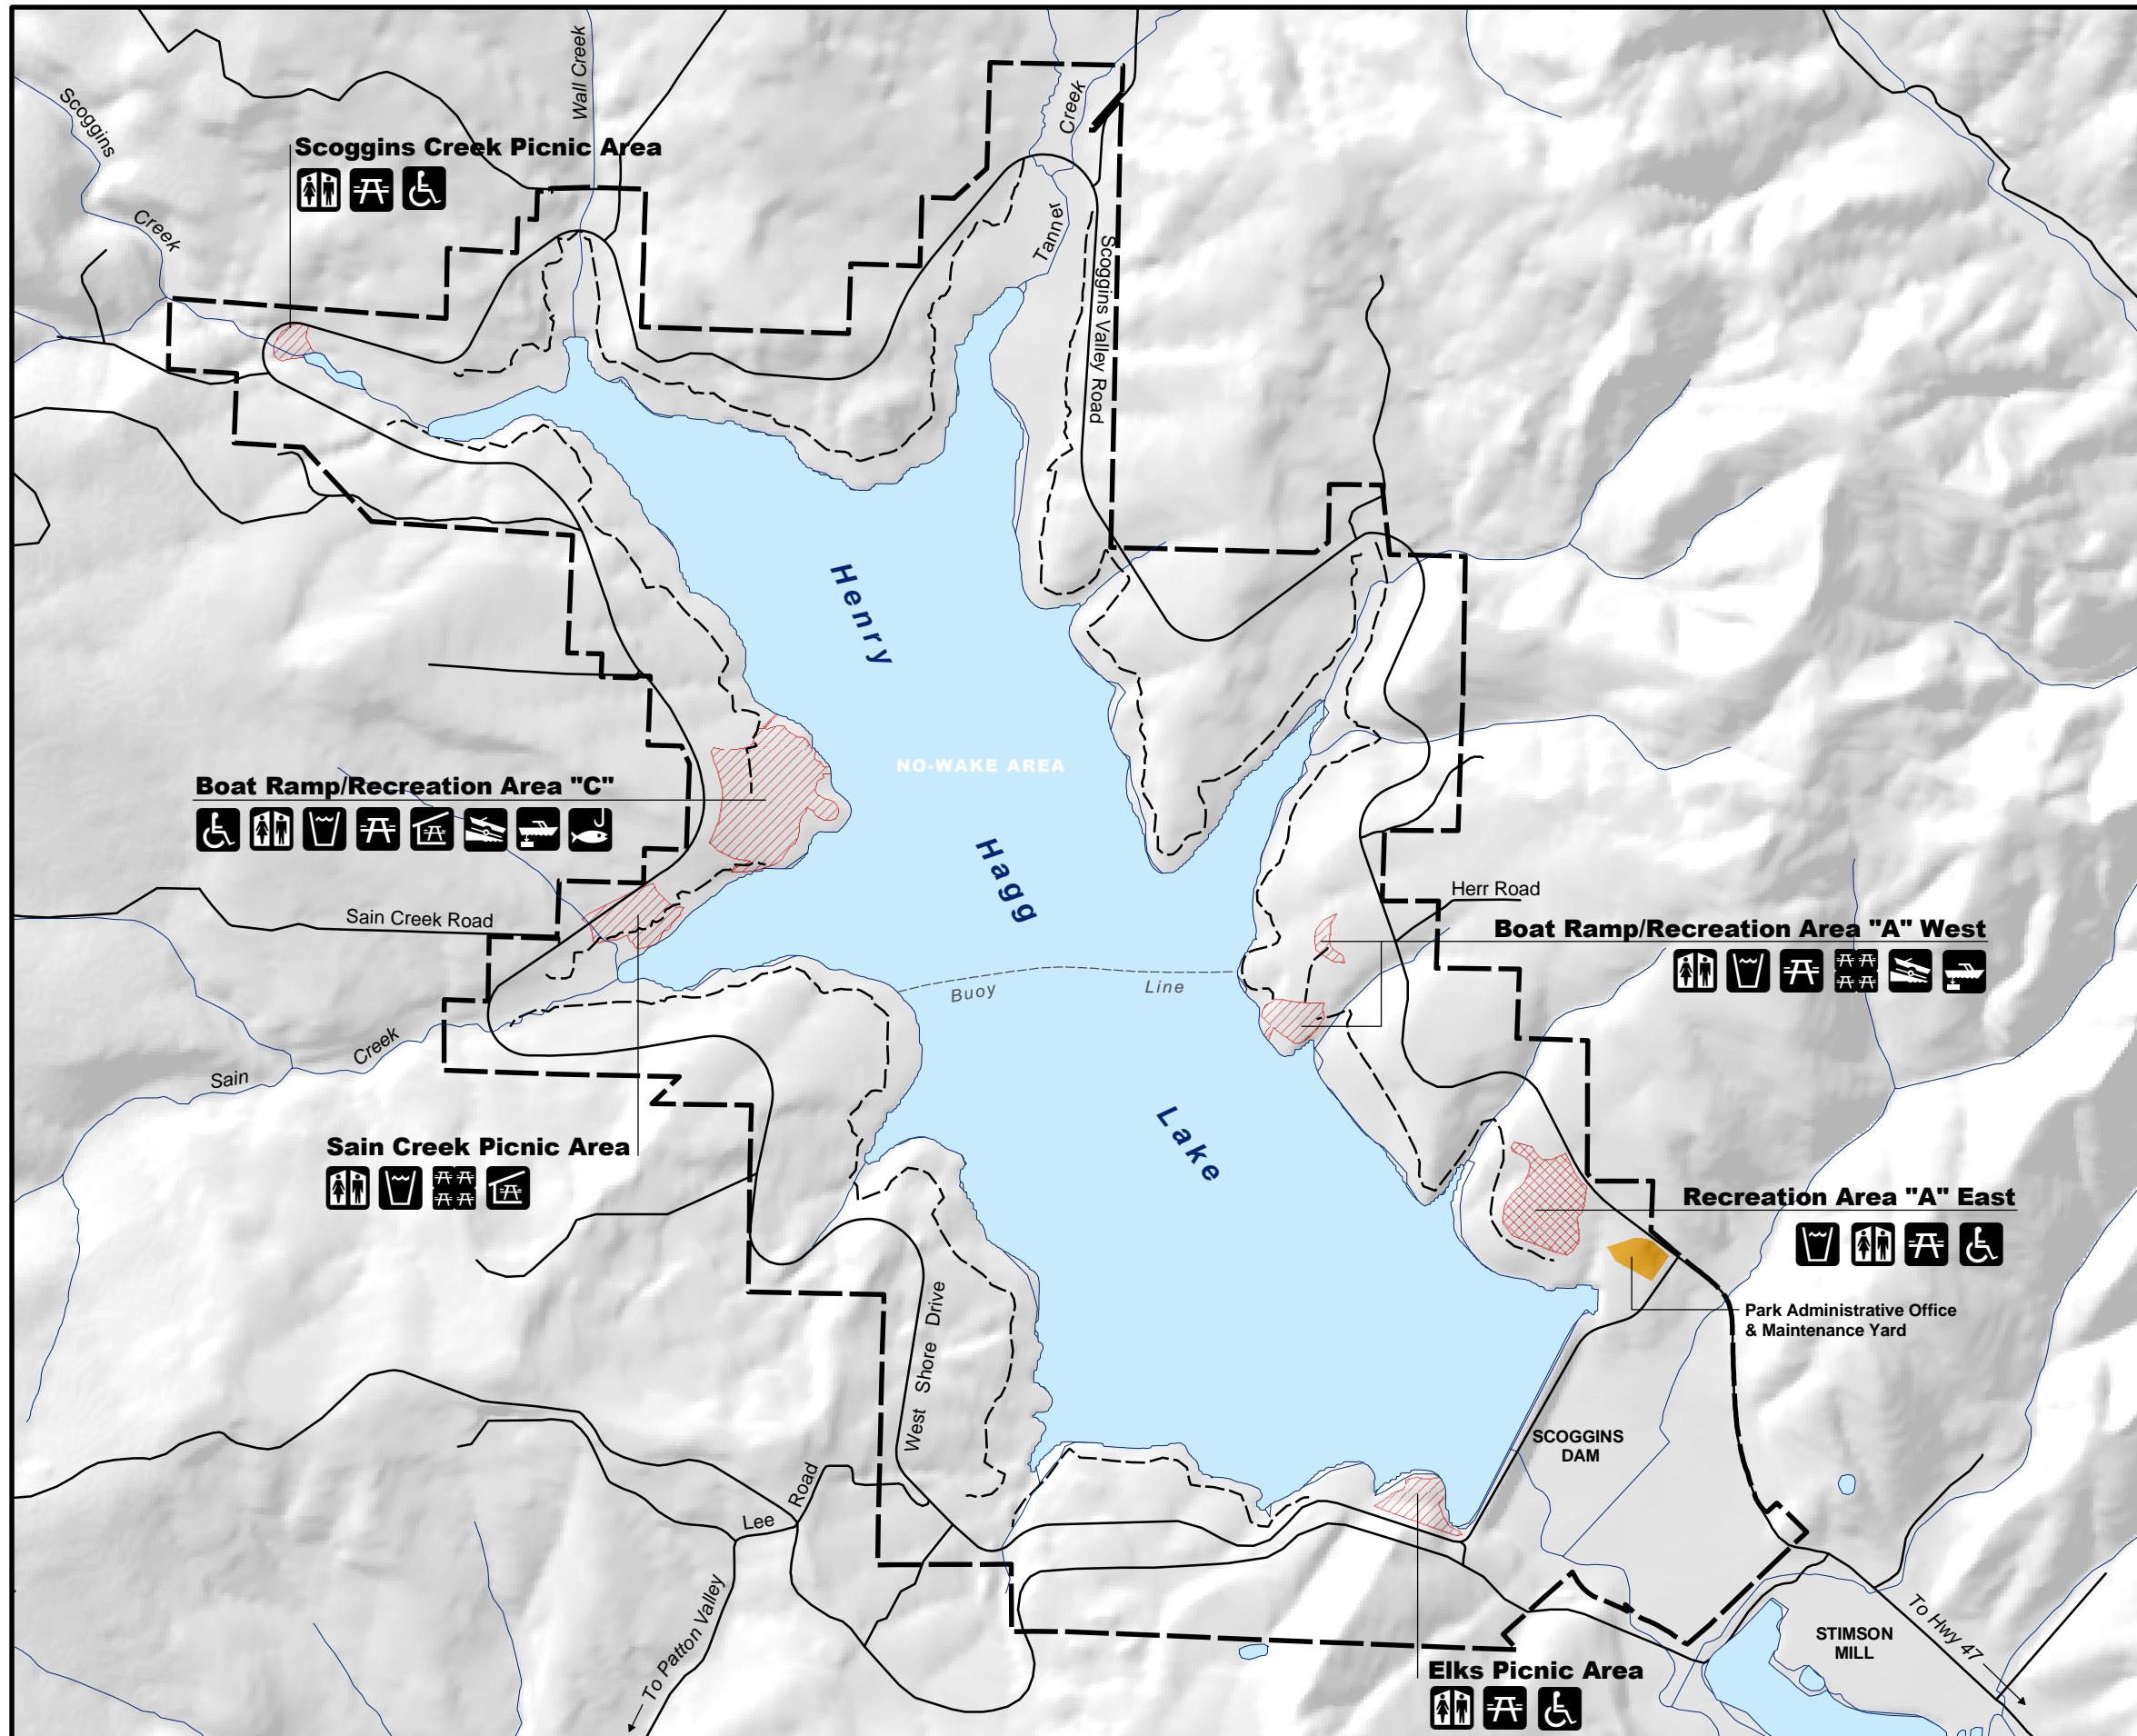 Scoggins
Creek
Wall Creek
Creek
Tanner
Scoggins Creek Picnic Area
Scoggins Valley Road
Henry
Hagg
Lake
NO-WAKE AREA
Boat Ramp/Recreation Area "C"
Sain Creek Road
Herr Road
Boat Ramp/Recreation Area "A" West
Buoy Line
Sain Creek
Sain Creek Picnic Area
Recreation Area "A" East
Park Administrative Office
& Maintenance Yard
West Shore Drive
SCOGGINS
DAM
Lee Road
To Patton Valley
To Hwy 47
STIMSON
MILL
Elks Picnic Area